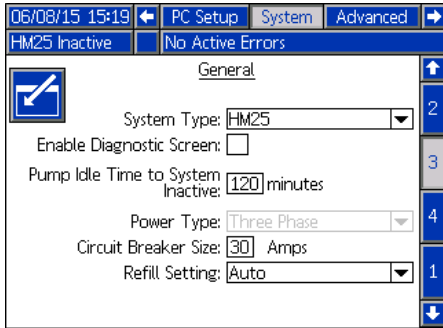 06/08/15 15:19 PC Setup System Advanced
HM25 Inactive No Active Errors
General
System Type: HM25
Enable Diagnostic Screen:
Pump Idle Time to System
Inactive: 120 minutes
Power Type: Three Phase
Circuit Breaker Size: 30 Amps
Refill Setting: Auto
2
3
4
1